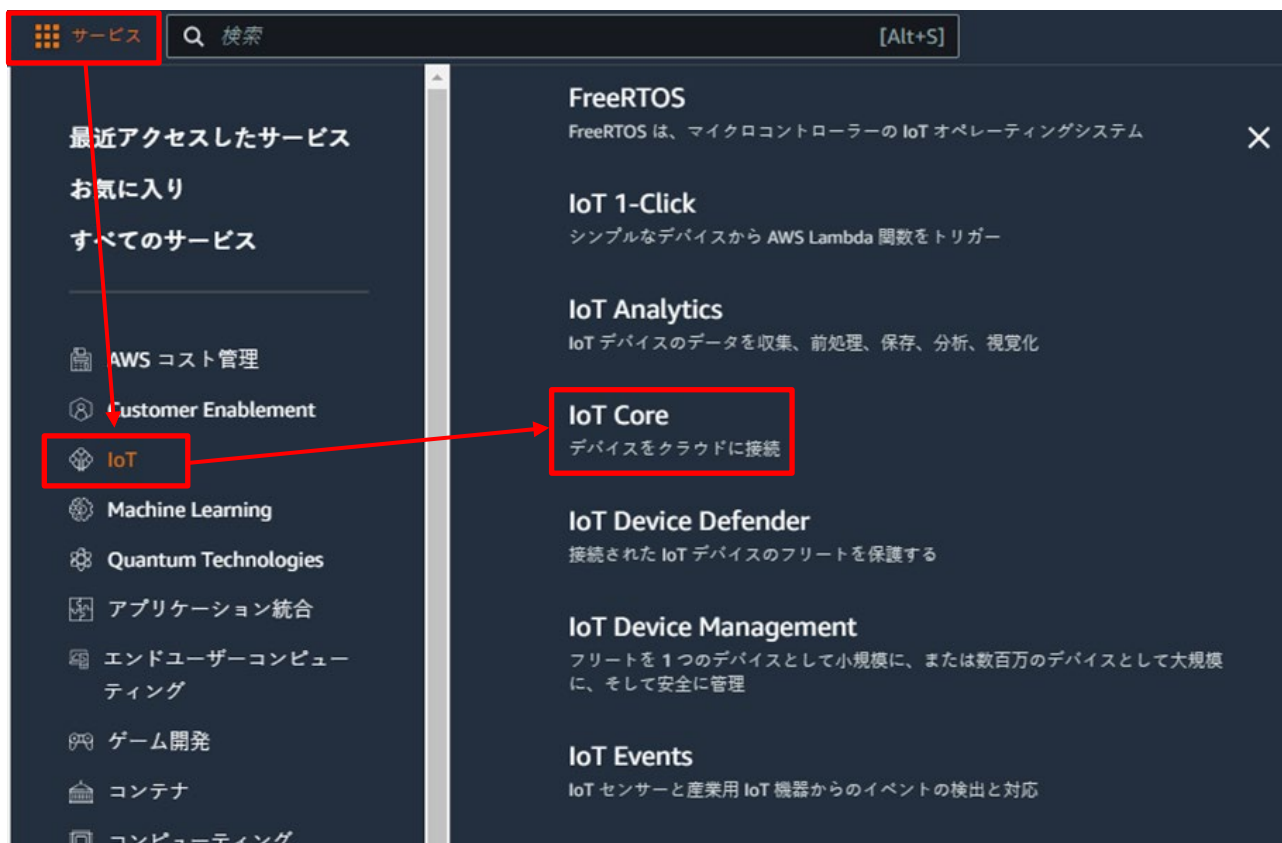 サービス
検索
[Alt+S]
最近アクセスしたサービス
お気に入り
すべてのサービス
AWS コスト管理
Customer Enablement
IoT
Machine Learning
Quantum Technologies
アプリケーション統合
エンドユーザーコンピュー
ティング
ゲーム開発
コンテナ
コンピューティング
FreeRTOS
FreeRTOS は、マイクロコントローラーの IoT オペレーティングシステム
IoT 1-Click
シンプルなデバイスから AWS Lambda 関数をトリガー
IoT Analytics
IoT デバイスのデータを収集、前処理、保存、分析、視覚化
IoT Core
デバイスをクラウドに接続
IoT Device Defender
接続された IoT デバイスのフリートを保護する
IoT Device Management
フリートを 1 つのデバイスとして小規模に、または数百万のデバイスとして大規模
に、そして安全に管理
IoT Events
IoT センサーと産業用 IoT 機器からのイベントの検出と対応